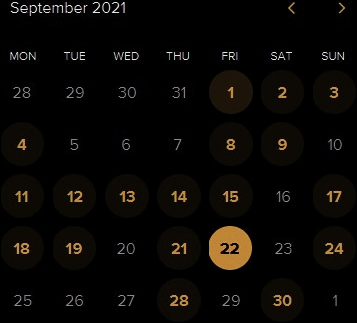 September 2021
MON TUE WED THU FRI SAT SUN
28 29 30 31 1 2 3
4 5 6 7 8 9 10
11 12 13 14 15 16 17
18 19 20 21 22 23 24
25 26 27 28 29 30 1